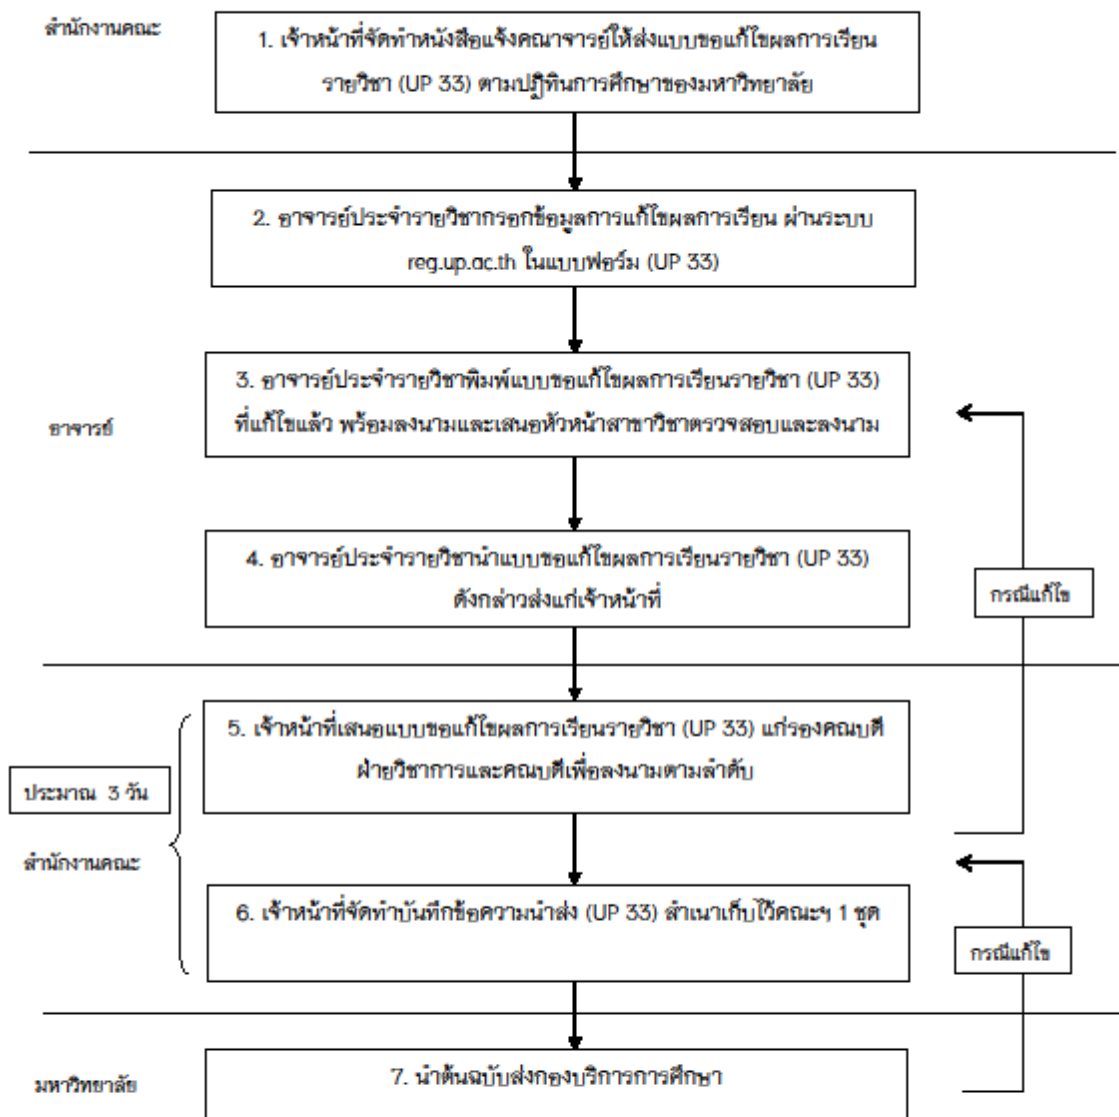 สำนักงานคณะ
1. เจ้าหน้าที่จัดทำหนังสือแจ้งคณาจารย์ให้ส่งแบบขอแก้ไขผลการเรียน
รายวิชา (UP 33) ตามปฏิทินการศึกษาของมหาวิทยาลัย
2. อาจารย์ประจำรายวิชากรอกข้อมูลการแก้ไขผลการเรียน ผ่านระบบ
reg.up.ac.th ในแบบฟอร์ม (UP 33)
3. อาจารย์ประจำรายวิชาพิมพ์แบบขอแก้ไขผลการเรียนรายวิชา (UP 33)
ที่แก้ไขแล้ว พร้อมลงนามและเสนอหัวหน้าสาขาวิชาตรวจสอบและลงนาม
อาจารย์
4. อาจารย์ประจำรายวิชานำแบบขอแก้ไขผลการเรียนรายวิชา (UP 33)
ดังกล่าวส่งแก่เจ้าหน้าที่
กรณีแก้ไข
5. เจ้าหน้าที่เสนอแบบขอแก้ไขผลการเรียนรายวิชา (UP 33) แก่รองคณบดี
ฝ่ายวิชาการและคณบดีเพื่อลงนามตามลำดับ
ประมาณ 3 วัน
สำนักงานคณะ
6. เจ้าหน้าที่จัดทำบันทึกข้อความนำส่ง (UP 33) สำเนาเก็บไว้คณะฯ 1 ชุด
กรณีแก้ไข
7. นำต้นฉบับส่งกองบริการการศึกษา
มหาวิทยาลัย